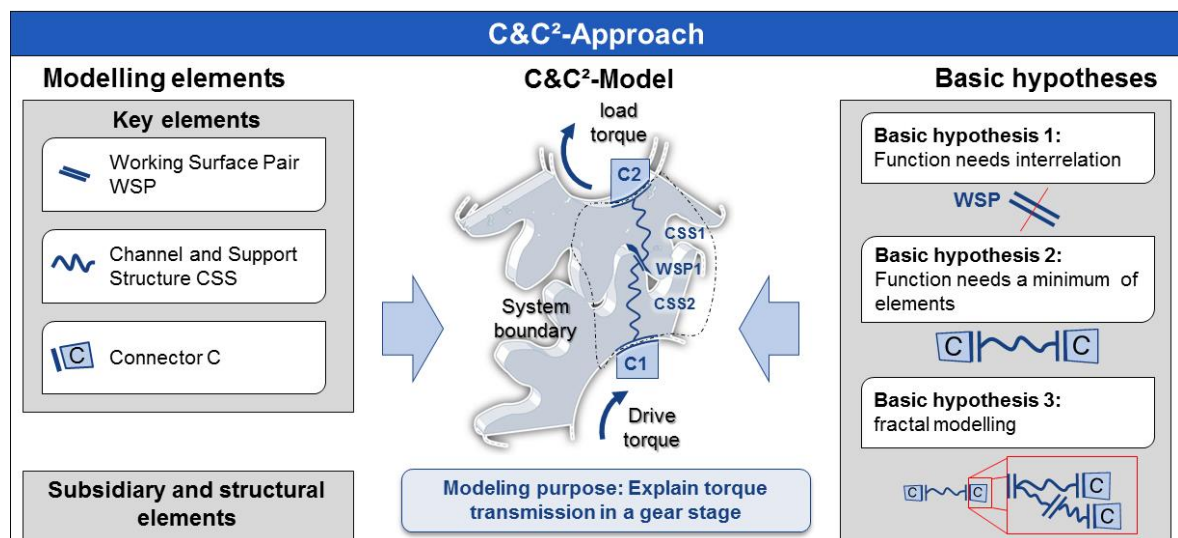 C&C²-Approach
Modelling elements
Key elements
Working Surface Pair
WSP
Channel and Support
Structure CSS
C
Connector C
Subsidiary and structural
elements
C&C²-Model
load
torque
C2
CSS1
WSP1
CSS2
System
boundary
C1
Drive
torque
Modeling purpose: Explain torque
transmission in a gear stage
Basic hypotheses
Basic hypothesis 1:
Function needs interrelation
WSP
Basic hypothesis 2:
Function needs a minimum of
elements
C C
Basic hypothesis 3:
fractal modelling
C C
C
C